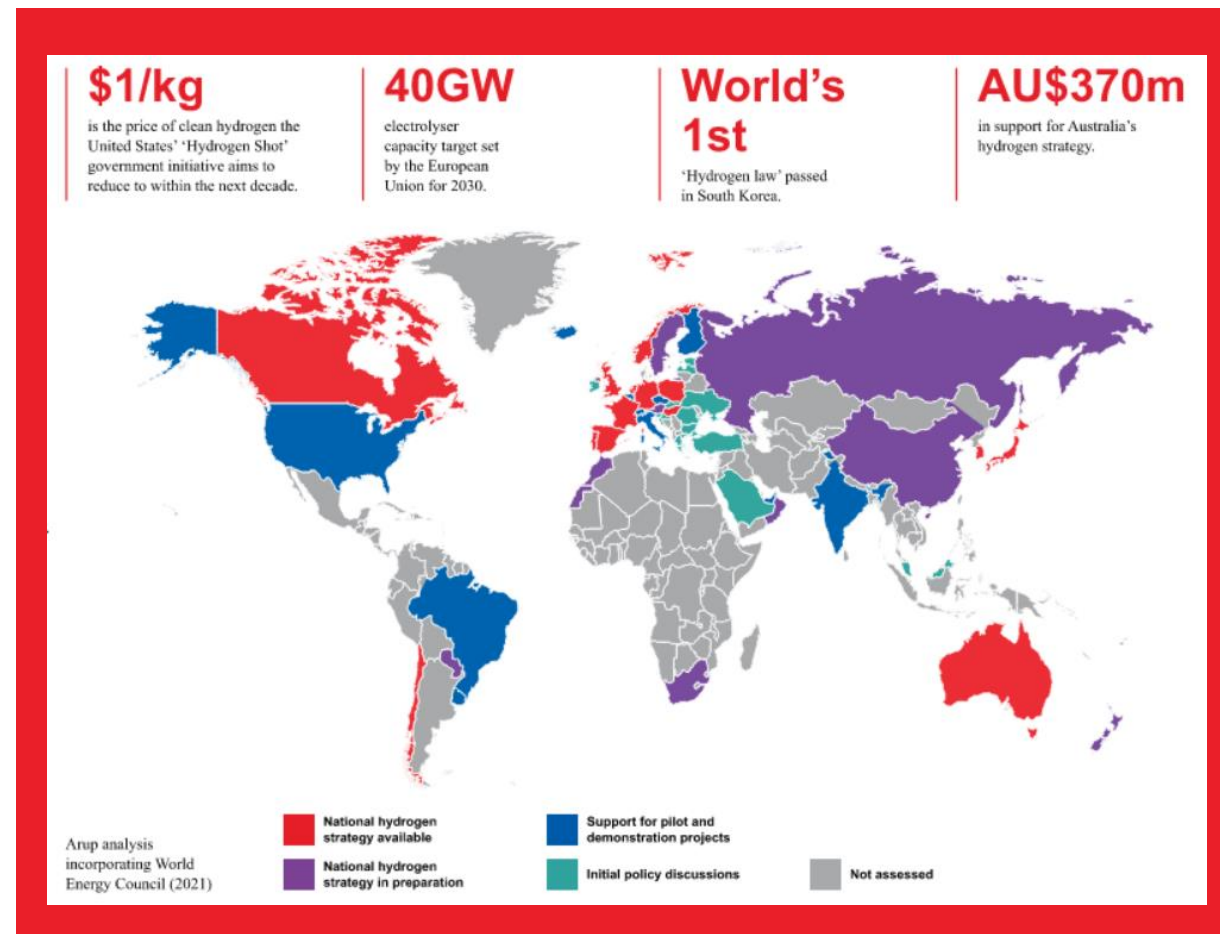 $1/kg
is the price of clean hydrogen the
United States' 'Hydrogen Shot'
government initiative aims to
reduce to within the next decade.
40GW
electrolyser
capacity target set
by the European
Union for 2030.
World's
1st
'Hydrogen law' passed
in South Korea.
AU$370m
in support for Australia's
hydrogen strategy.
Arup analysis
incorporating World
Energy Council (2021)
National hydrogen
strategy available
National hydrogen
strategy in preparation
Support for pilot and
demonstration projects
Initial policy discussions
Not assessed